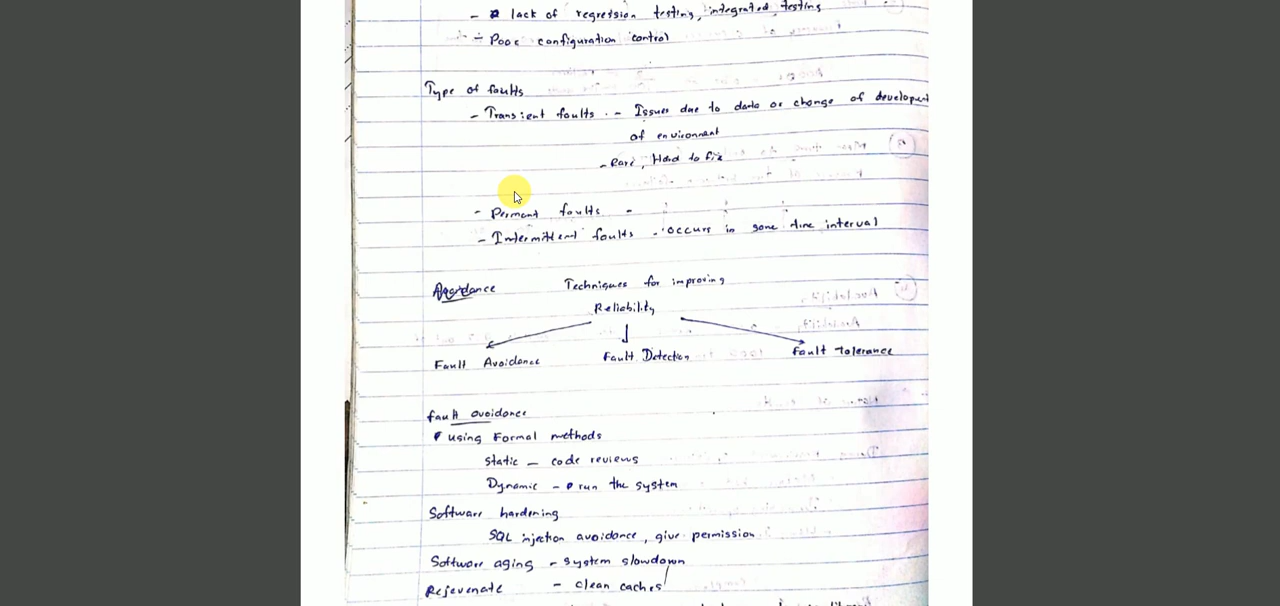 - lack of regression testing, integrated testing
- Poor configuration control
Type of faults
- Transient faults - Issues due to data or change of development
of environment
- Rare, Hard to fix
- Perment faults -
- Intermittent faults - occurs in some time interval
Avoidance Techniques for improving
Reliability
Fault Avoidance Fault Detection Fault tolerance
fault avoidance
using Formal methods
static - code reviews
Dynamic - run the system
Software hardening
SQL injection avoidance, give permission
Software aging - system slowdown
Rejuvenate - clean caches